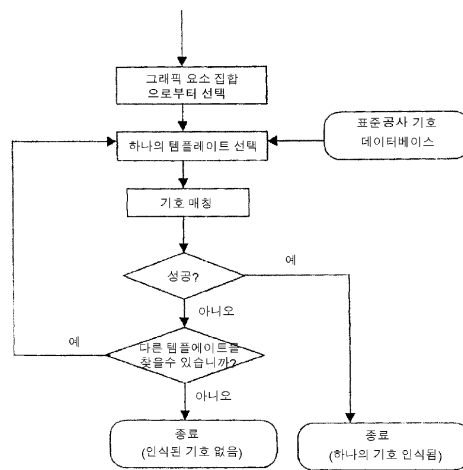 그래픽 요소 집합
으로부터 선택
하나의 템플레이트 선택
표준공사 기호
데이터베이스
기호 매칭
성공?
예
아니오
다른 템플에이트를
찾을수 있습니까?
예
아니오
종료
(인식된 기호 없음)
종료
(하나의 기호 인식됨)